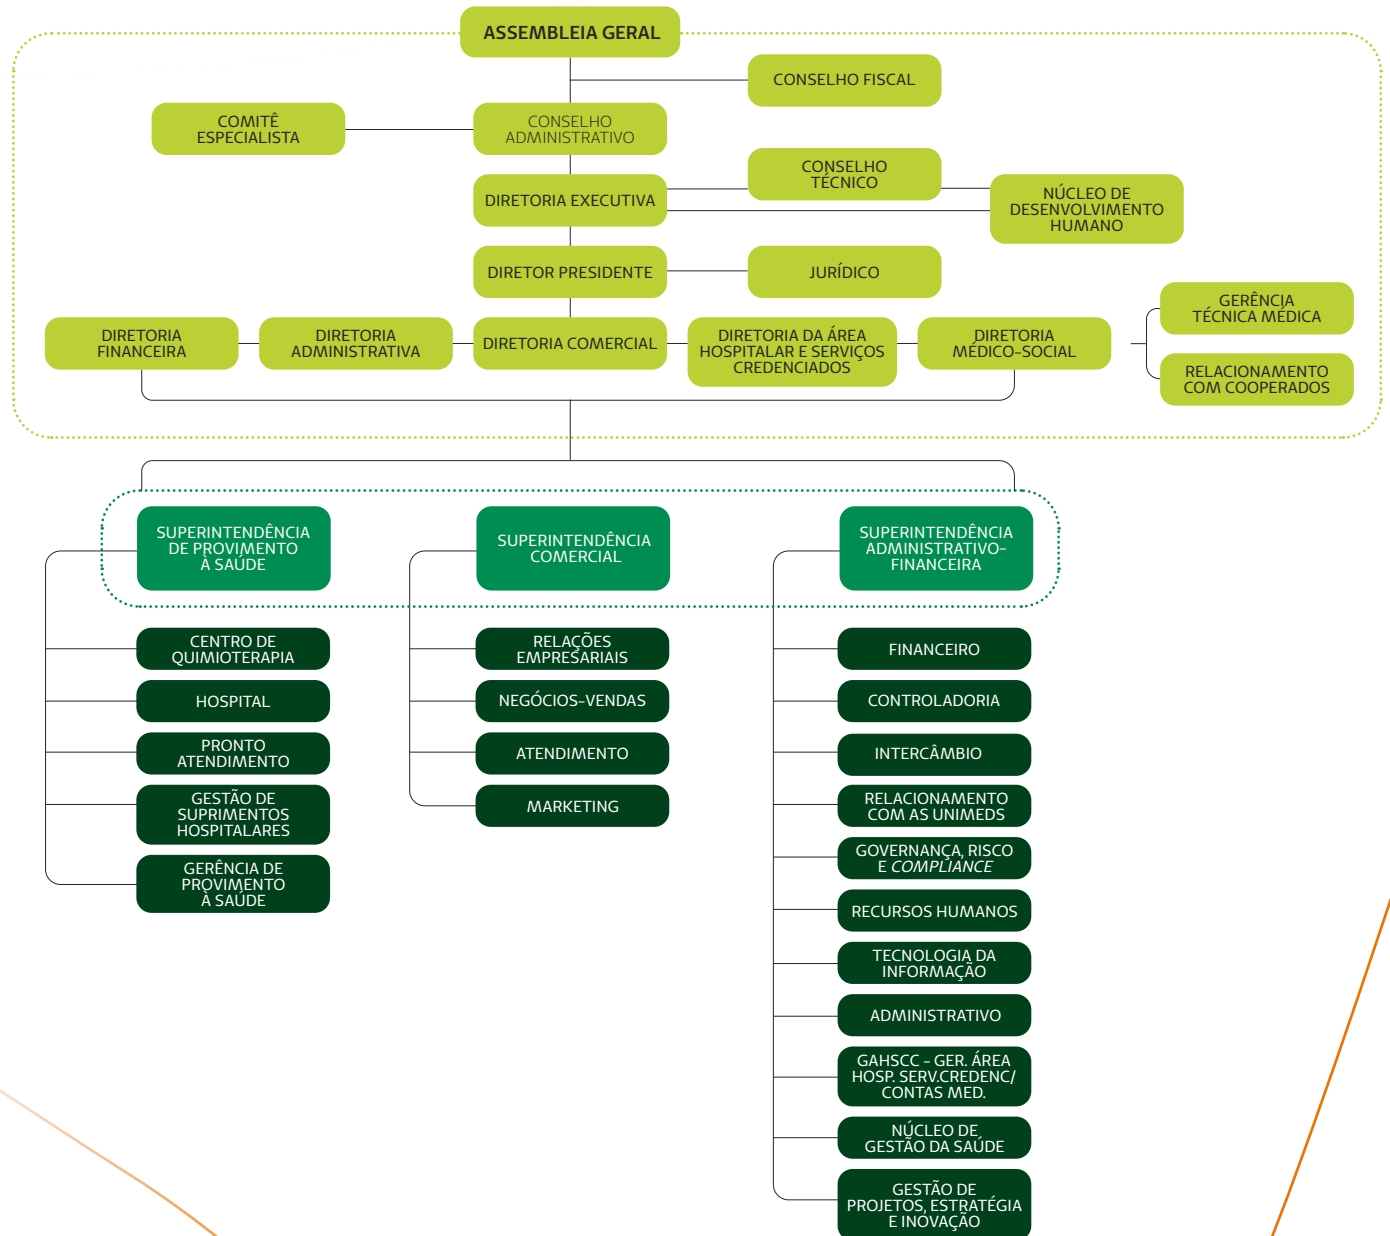 ASSEMBLEIA GERAL
CONSELHO FISCAL
COMITÊ
ESPECIALISTA
CONSELHO
ADMINISTRATIVO
CONSELHO
TÉCNICO
DIRETORIA EXECUTIVA
NÚCLEO DE
DESENVOLVIMENTO
HUMANO
DIRETOR PRESIDENTE
JURÍDICO
GERÊNCIA
TÉCNICA MÉDICA
DIRETORIA
FINANCEIRA
DIRETORIA
ADMINISTRATIVA
DIRETORIA COMERCIAL
DIRETORIA DA ÁREA
HOSPITALAR E SERVIÇOS
CREDENCIADOS
DIRETORIA
MÉDICO-SOCIAL
RELACIONAMENTO
COM COOPERADOS
SUPERINTENDÊNCIA
DE PROVIMENTO
À SAÚDE
SUPERINTENDÊNCIA
COMERCIAL
SUPERINTENDÊNCIA
ADMINISTRATIVO-
FINANCEIRA
CENTRO DE
QUIMIOTERAPIA
HOSPITAL
PRONTO
ATENDIMENTO
GESTÃO DE
SUPRIMENTOS
HOSPITALARES
GERÊNCIA DE
PROVIMENTO
À SAÚDE
RELAÇÕES
EMPRESARIAIS
NEGÓCIOS-VENDAS
ATENDIMENTO
MARKETING
FINANCEIRO
CONTROLADORIA
INTERCÂMBIO
RELACIONAMENTO
COM AS UNIMEDS
GOVERNANÇA, RISCO
E COMPLIANCE
RECURSOS HUMANOS
TECNOLOGIA DA
INFORMAÇÃO
ADMINISTRATIVO
GAHSCC - GER. ÁREA
HOSP. SERV.CREDENC/
CONTAS MED.
NÚCLEO DE
GESTÃO DA SAÚDE
GESTÃO DE
PROJETOS, ESTRATÉGIA
E INOVAÇÃO